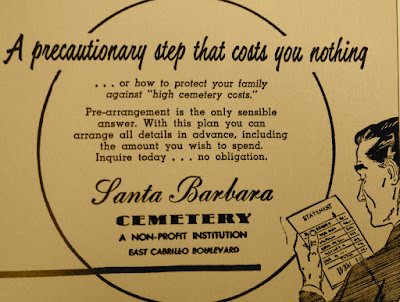 A precautionary step that costs you nothing
. . . or how to protect your family
against "high cemetery costs."
Pre-arrangement is the only sensible
answer. With this plan you can
arrange all details in advance, including
the amount you wish to spend.
Inquire today . . . no obligation.
Santa Barbara
CEMETERY
A NON-PROFIT INSTITUTION
EAST CABRILLO BOULEVARD
STATEMENT